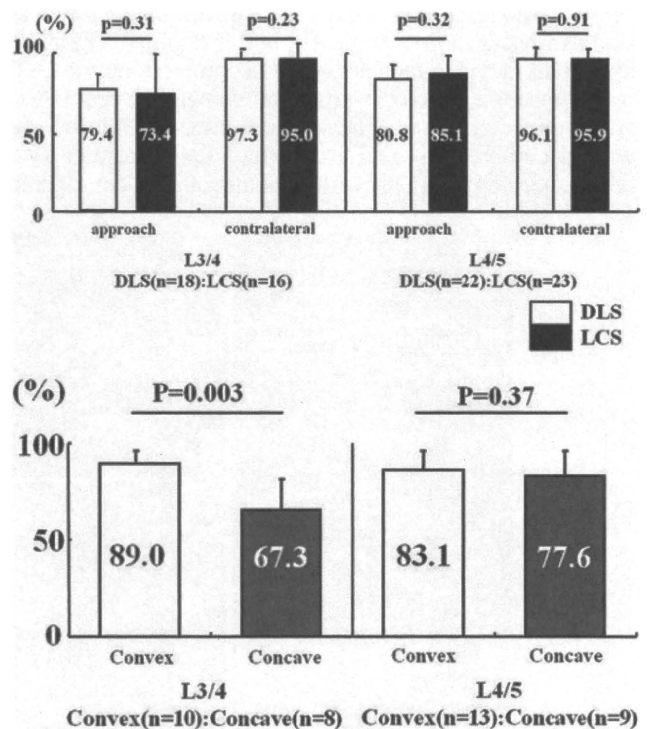 (%)
p=0.31 p=0.23 p=0.32 p=0.91
100
50
0
79.4 73.4 97.3 95.0 80.8 85.1 96.1 95.9
approach contralateral approach contralateral
L3/4 L4/5
DLS(n=18):LCS(n=16) DLS(n=22):LCS(n=23)
DLS
LCS
(%)
P=0.003 P=0.37
100
50
0
89.0 67.3 83.1 77.6
Convex Concave Convex Concave
L3/4 L4/5
Convex(n=10):Concave(n=8) Convex(n=13):Concave(n=9)